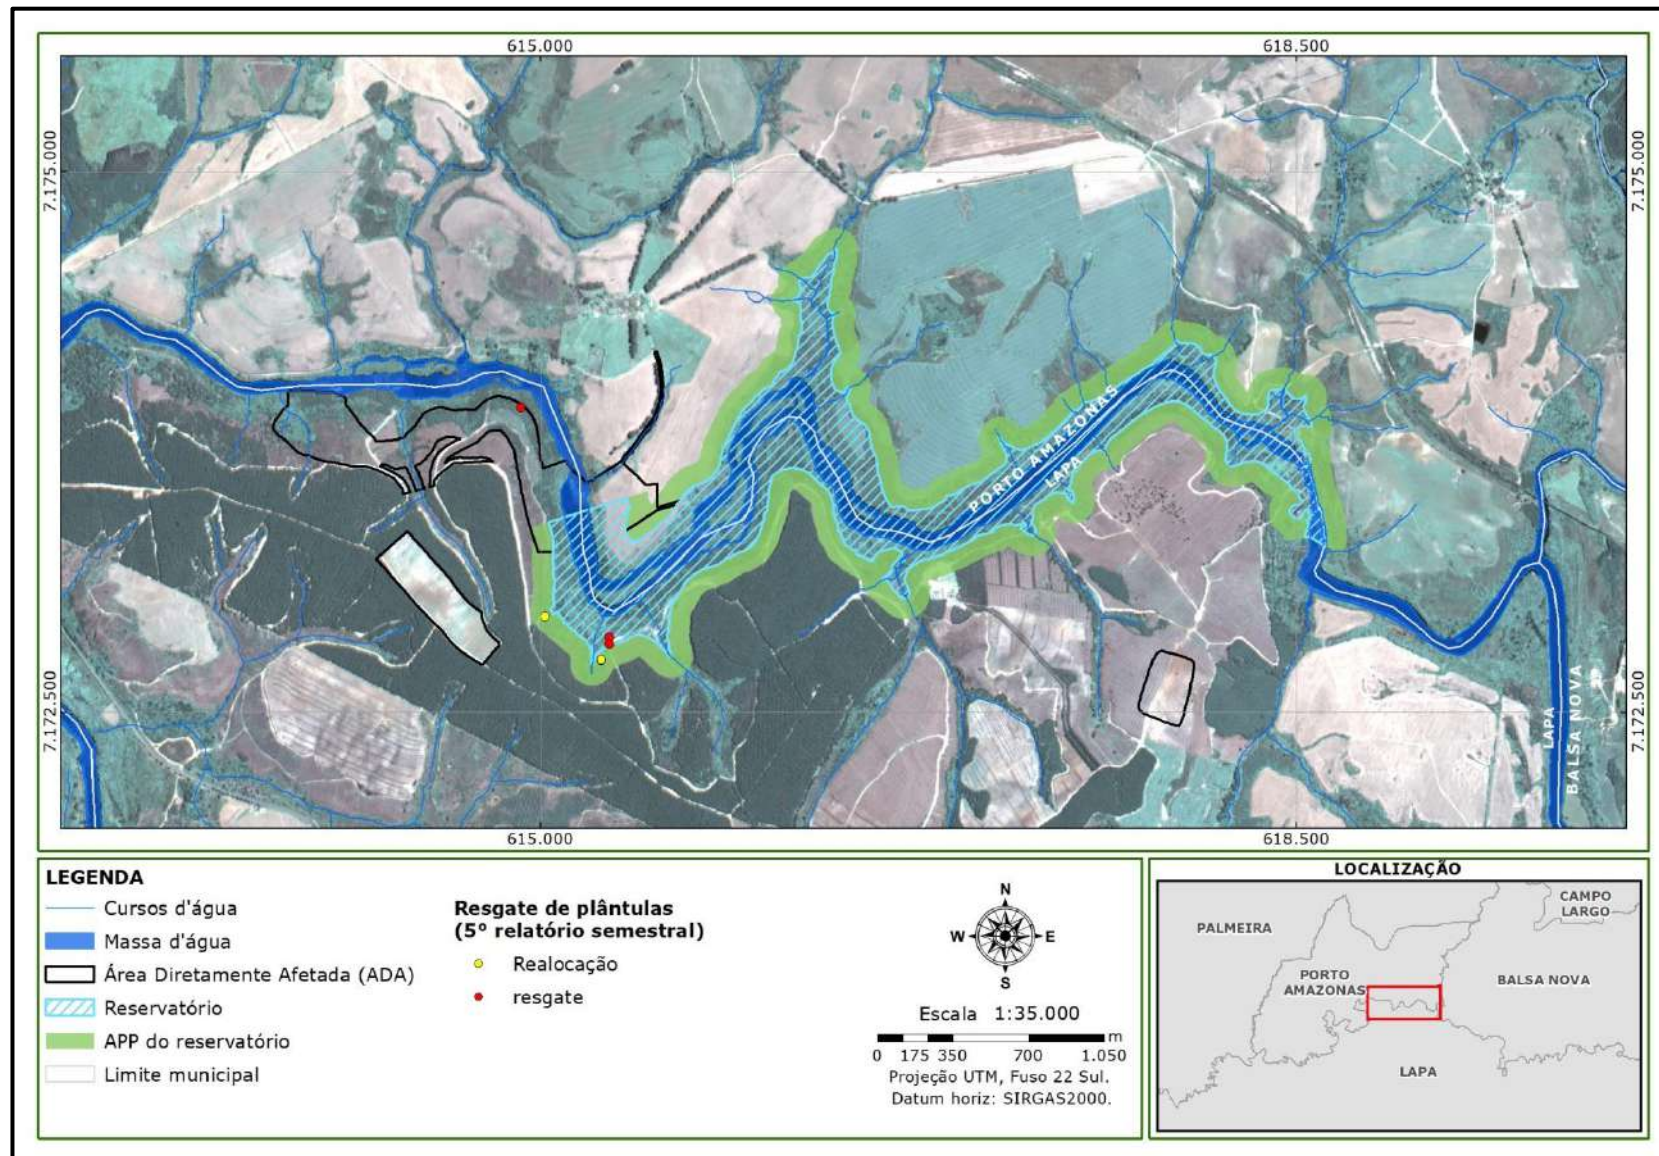 615.000
618.500
7.175.000
7.175.000
PORTO AMAZONAS
LAPA
7.172.500
7.172.500
LAPA
BALSA NOVA
615.000
618.500
LEGENDA
Cursos d'água
Massa d'água
Área Diretamente Afetada (ADA)
Reservatório
APP do reservatório
Limite municipal
Resgate de plântulas
(5º relatório semestral)
Realocação
resgate
N
W
E
S
Escala 1:35.000
m
0 175 350 700 1.050
Projeção UTM, Fuso 22 Sul.
Datum horiz: SIRGAS2000.
LOCALIZAÇÃO
CAMPO
LARGO
PALMEIRA
PORTO
AMAZONAS
BALSA NOVA
LAPA